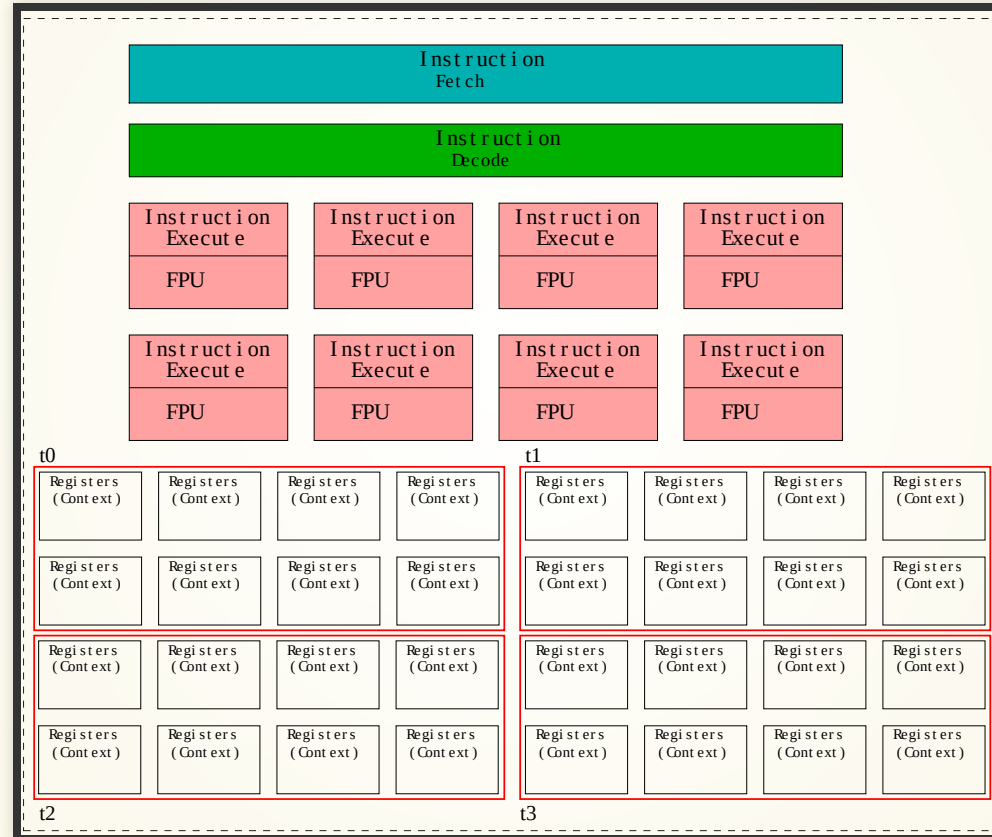 Instruction
Fetch
Instruction
Decode
Instruction Instruction Instruction Instruction
Execute Execute Execute Execute
FPU FPU FPU FPU
Instruction Instruction Instruction Instruction
Execute Execute Execute Execute
FPU FPU FPU FPU
t0 t1
Registers Registers Registers Registers Registers Registers Registers Registers
(Context) (Context) (Context) (Context) (Context) (Context) (Context) (Context)
Registers Registers Registers Registers Registers Registers Registers Registers
(Context) (Context) (Context) (Context) (Context) (Context) (Context) (Context)
Registers Registers Registers Registers Registers Registers Registers Registers
(Context) (Context) (Context) (Context) (Context) (Context) (Context) (Context)
Registers Registers Registers Registers Registers Registers Registers Registers
(Context) (Context) (Context) (Context) (Context) (Context) (Context) (Context)
t2 t3